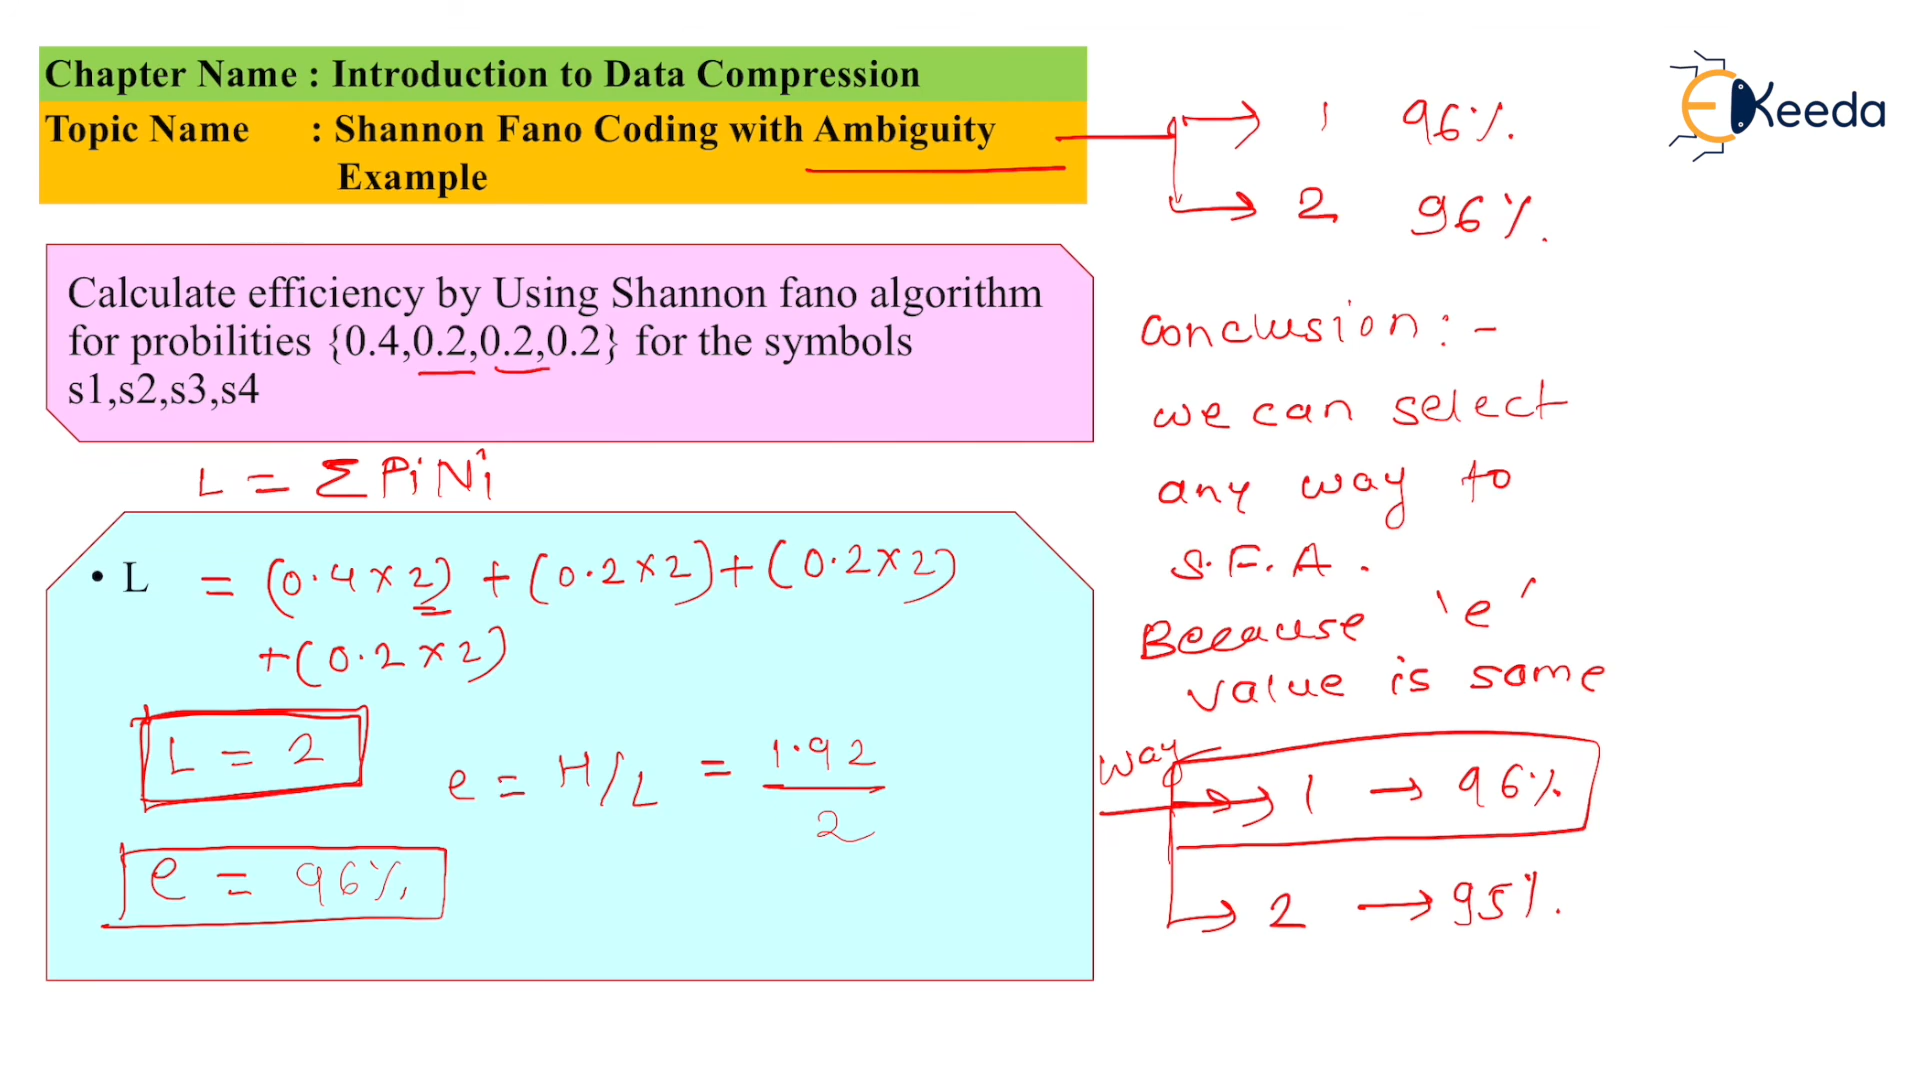 Chapter Name : Introduction to Data Compression
Topic Name : Shannon Fano Coding with Ambiguity
Example
1 96%.
2 96%.
EKeeda
Calculate efficiency by Using Shannon fano algorithm
for probilities {0.4,0.2,0.2,0.2} for the symbols
s1,s2,s3,s4
L = Σ Pi Ni
• L = (0.4×2) + (0.2×2)+(0.2×2)
+(0.2×2)
L = 2
e = H/L = 1.92/2
e = 96%.
Conclusion:-
we can select
any way to
S.F.A.
Because 'e'
value is same
way
1 → 96%.
2 → 95%.